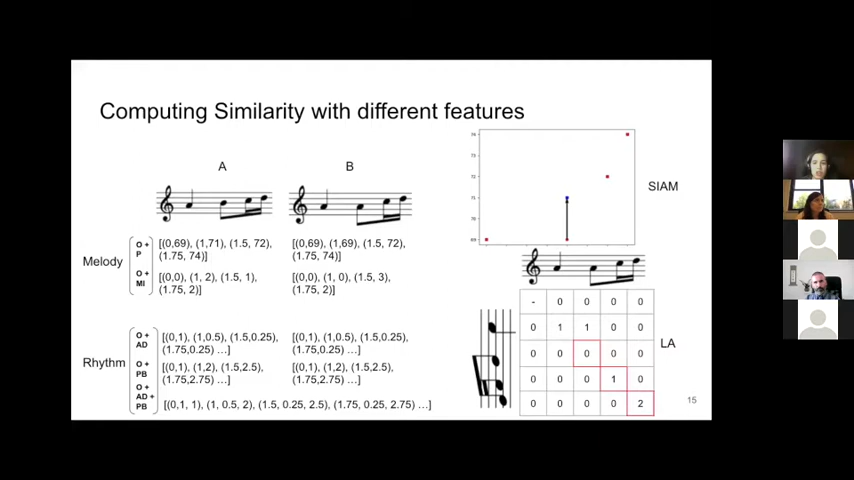 Computing Similarity with different features
A
B
Melody
O +
P
[(0,69), (1,71), (1.5, 72),
(1.75, 74)]
[(0,69), (1,69), (1.5, 72),
(1.75, 74)]
O +
MI
[(0,0), (1, 2), (1.5, 1),
(1.75, 2)]
[(0,0), (1, 0), (1.5, 3),
(1.75, 2)]
Rhythm
O +
AD
[(0,1), (1,0.5), (1.5,0.25),
(1.75,0.25) …]
[(0,1), (1,0.5), (1.5,0.25),
(1.75,0.25) …]
O +
PB
[(0,1), (1,2), (1.5,2.5),
(1.75,2.75) …]
[(0,1), (1,2), (1.5,2.5),
(1.75,2.75) …]
O +
AD +
PB
[(0,1, 1), (1, 0.5, 2), (1.5, 0.25, 2.5), (1.75, 0.25, 2.75) …]
74
73
72
71
70
69
SIAM
- 0 0 0 0
0 1 1 0 0
0 0 0 0 0
0 0 0 1 0
0 0 0 0 2
LA
15